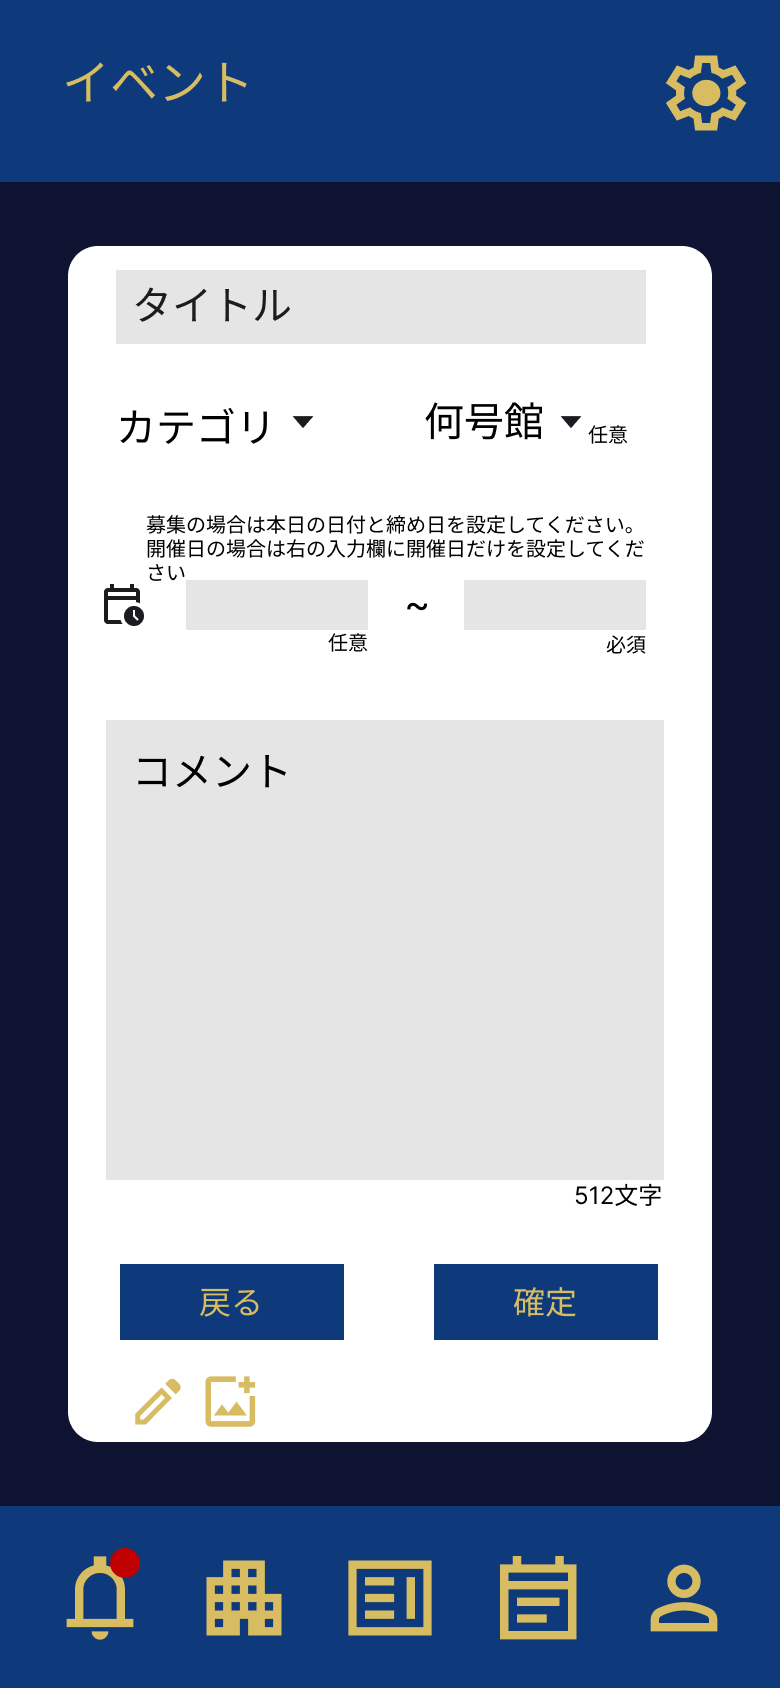 イベント
タイトル
カテゴリ
何号館
任意
募集の場合は本日の日付と締め日を設定してください。
開催日の場合は右の入力欄に開催日だけを設定してくだ
さい
~
任意
必須
コメント
512文字
戻る
確定